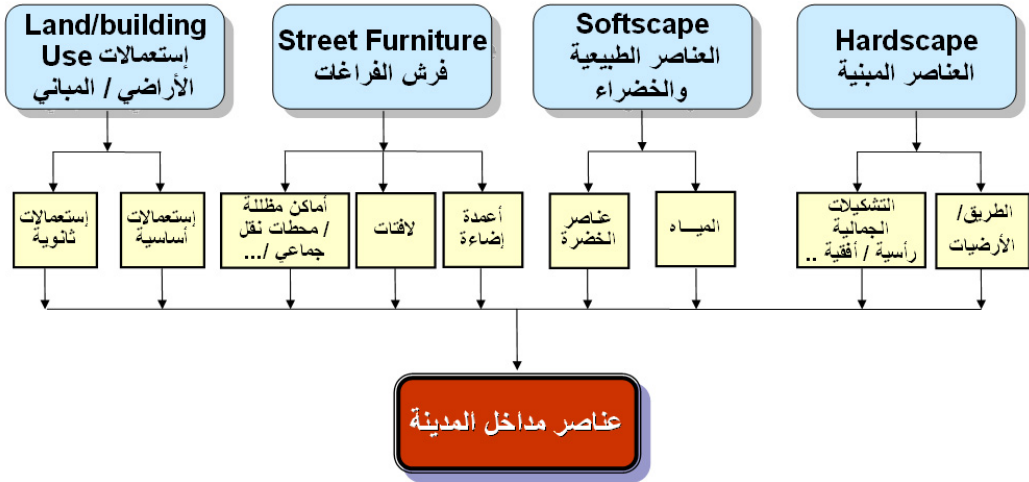 Hardscape
العناصر المبنية
Softscape
العناصر الطبيعية
والخضراء
Street Furniture
فرش الفراغات
Land/building
Use إستعمالات
الأراضي / المباني
الطريق/
الأرضيات
التشكيلات
الجمالية
رأسية / أفقية ..
الميـــاه
عناصر
الخضرة
أعمدة
إضاءة
لافتات
أماكن مظللة
/ محطات نقل
جماعي /...
إستعمالات
أساسية
إستعمالات
ثانوية
عناصر مداخل المدينة